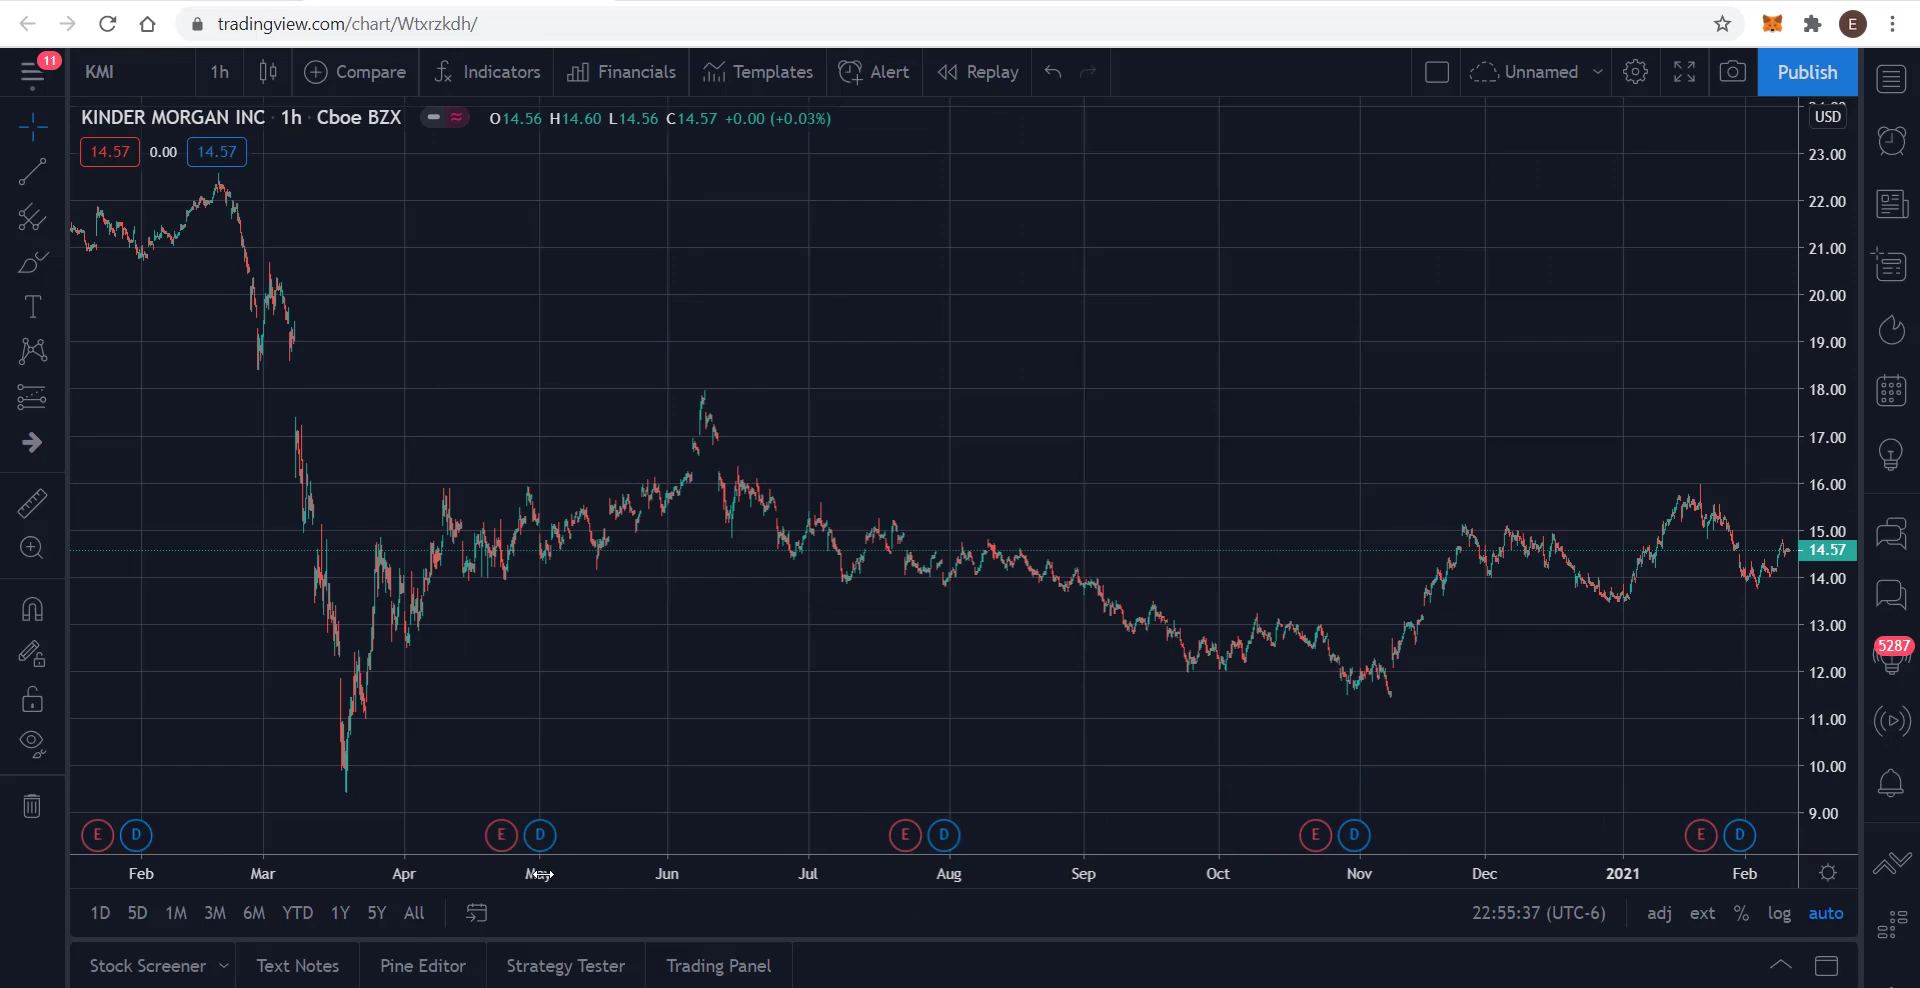 tradingview.com/chart/Wtxrzkdh/
E
11
KMI 1h Compare Indicators Financials Templates Alert Replay Unnamed Publish
KINDER MORGAN INC · 1h · Cboe BZX O14.56 H14.60 L14.56 C14.57 +0.00 (+0.03%)
USD
14.57 0.00 14.57
23.00
22.00
21.00
20.00
19.00
18.00
17.00
16.00
15.00
14.57
14.00
13.00
12.00
11.00
10.00
9.00
5287
E D E D E D E D E D
Feb Mar Apr May Jun Jul Aug Sep Oct Nov Dec 2021 Feb
1D 5D 1M 3M 6M YTD 1Y 5Y All 22:55:37 (UTC-6) adj ext % log auto
Stock Screener Text Notes Pine Editor Strategy Tester Trading Panel